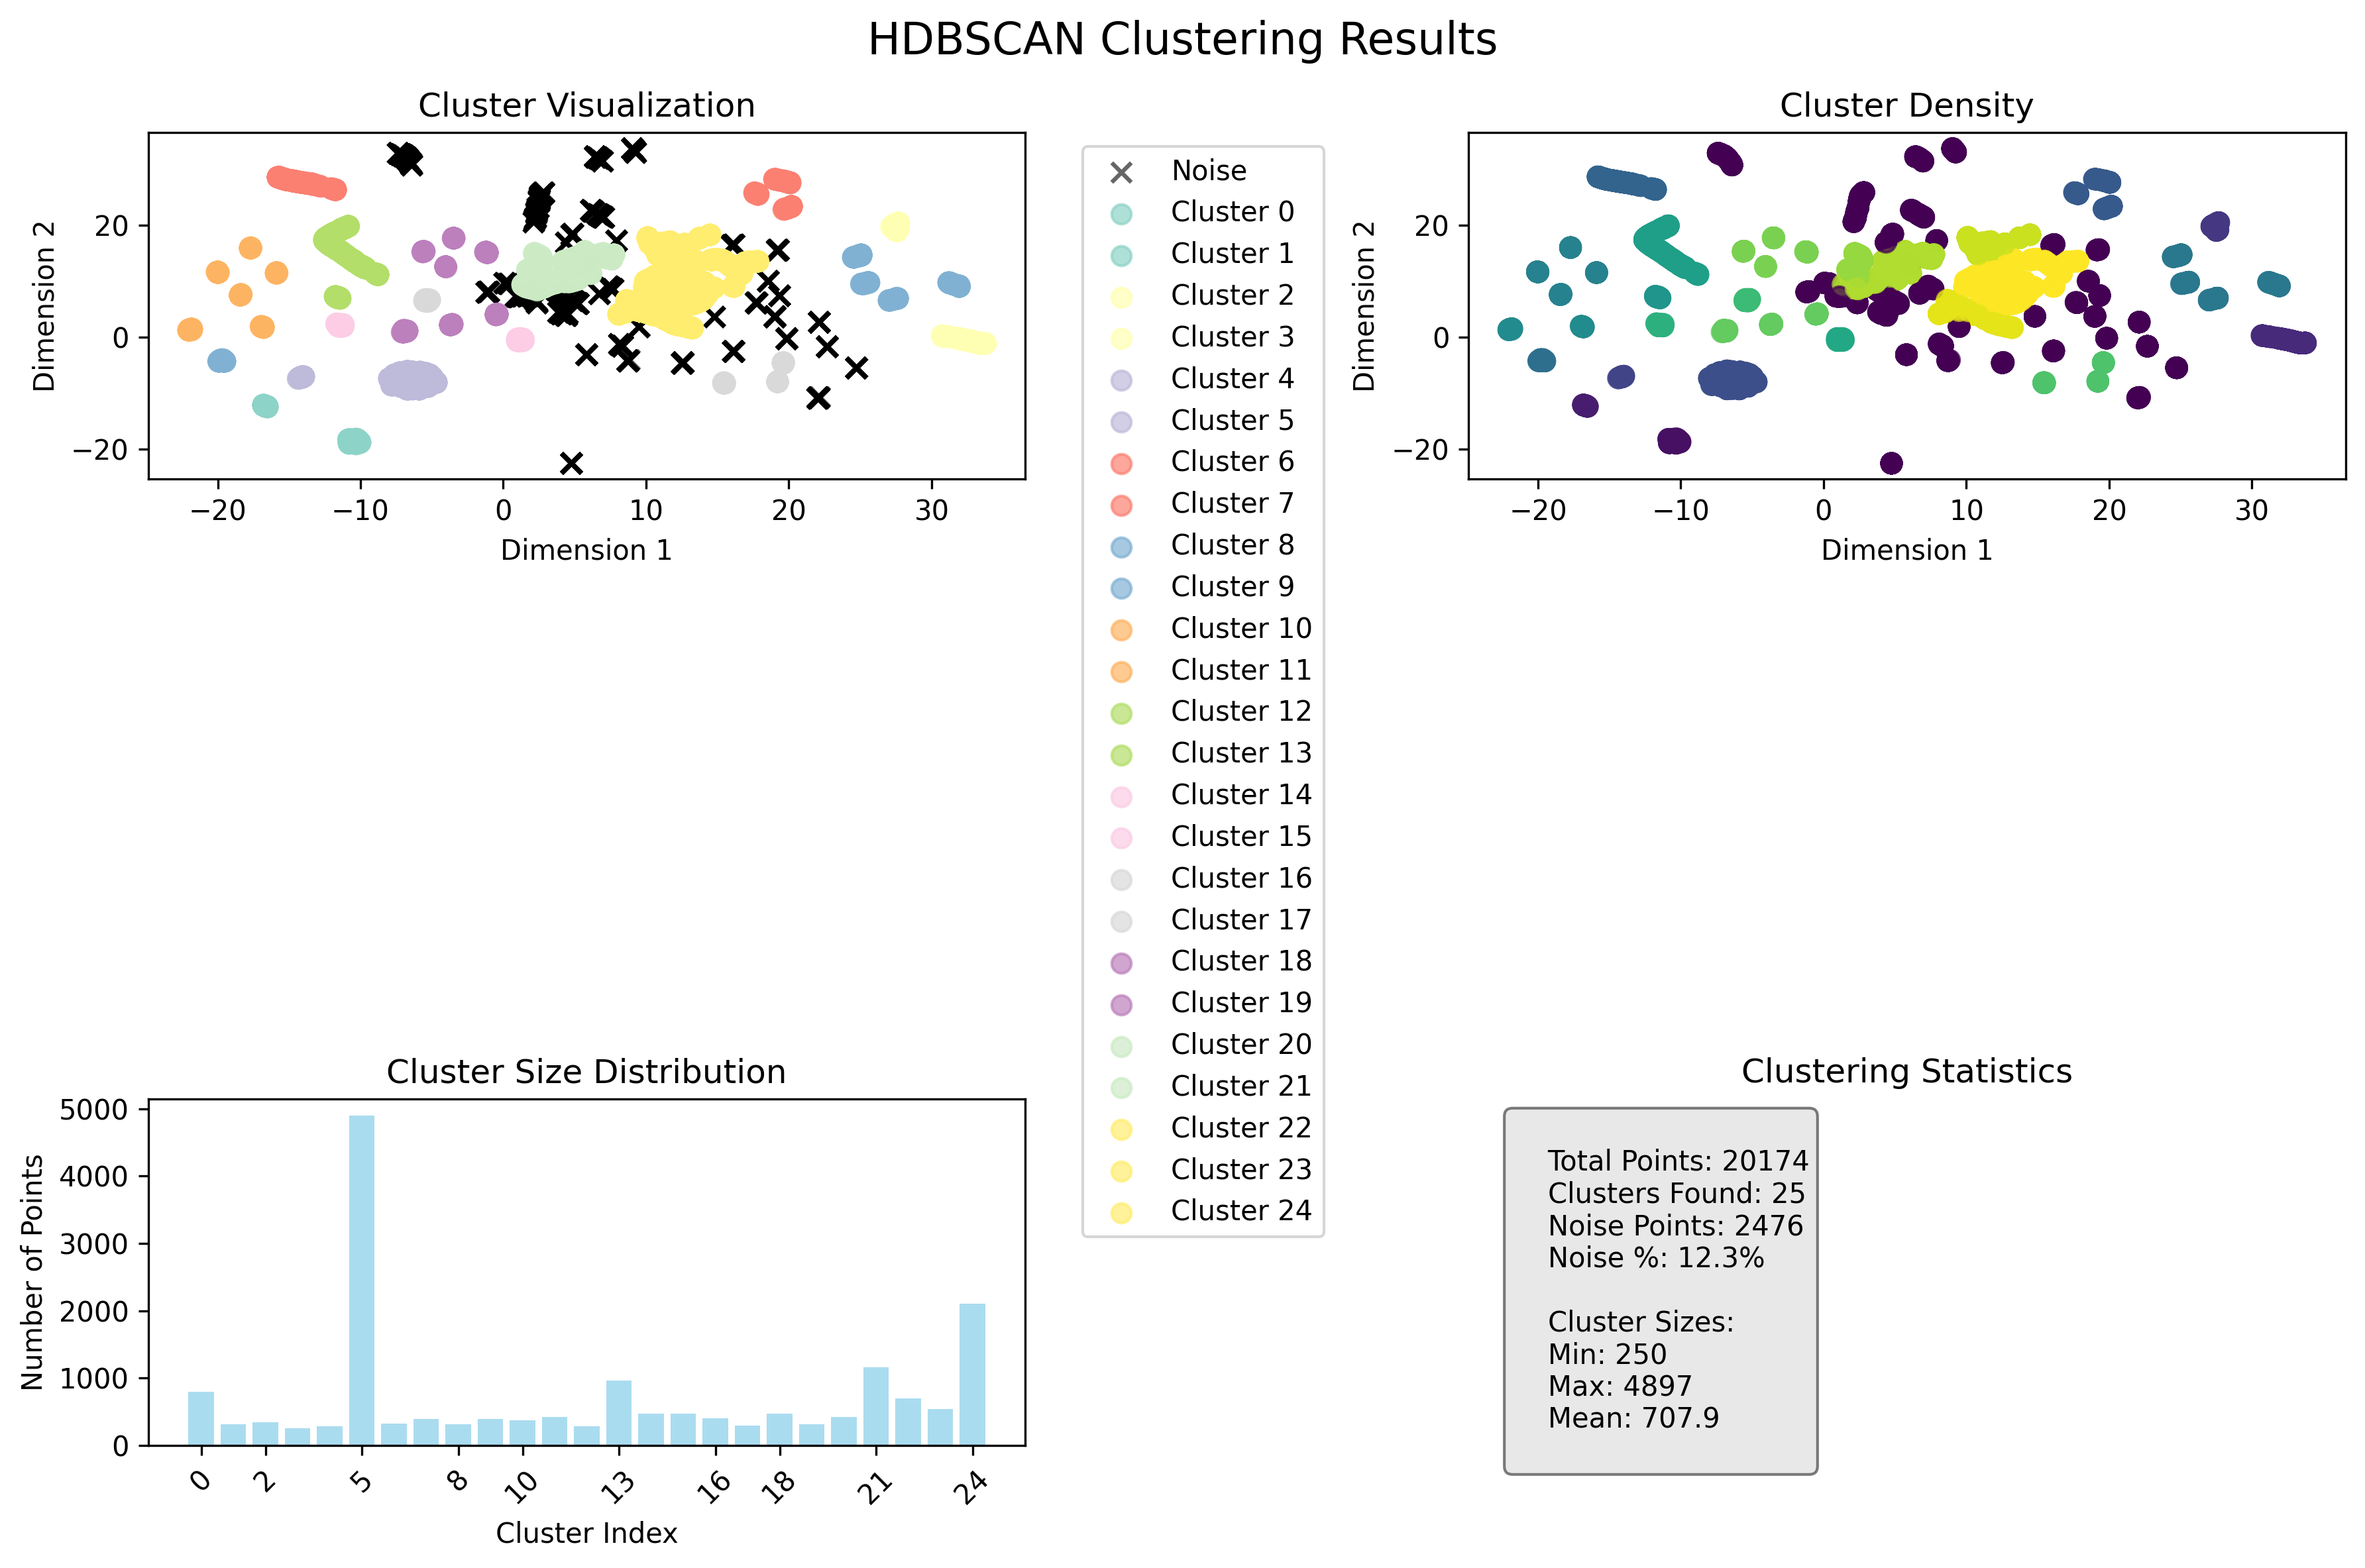 HDBSCAN Clustering Results
Cluster Visualization
20
0
−20
Dimension 2
−20
−10
0
10
20
30
Dimension 1
Noise
Cluster 0
Cluster 1
Cluster 2
Cluster 3
Cluster 4
Cluster 5
Cluster 6
Cluster 7
Cluster 8
Cluster 9
Cluster 10
Cluster 11
Cluster 12
Cluster 13
Cluster 14
Cluster 15
Cluster 16
Cluster 17
Cluster 18
Cluster 19
Cluster 20
Cluster 21
Cluster 22
Cluster 23
Cluster 24
Cluster Density
20
0
−20
Dimension 2
−20
−10
0
10
20
30
Dimension 1
Cluster Size Distribution
5000
4000
3000
2000
1000
0
Number of Points
0
2
5
8
10
13
16
18
21
24
Cluster Index
Clustering Statistics
Total Points: 20174
Clusters Found: 25
Noise Points: 2476
Noise %: 12.3%
Cluster Sizes:
Min: 250
Max: 4897
Mean: 707.9